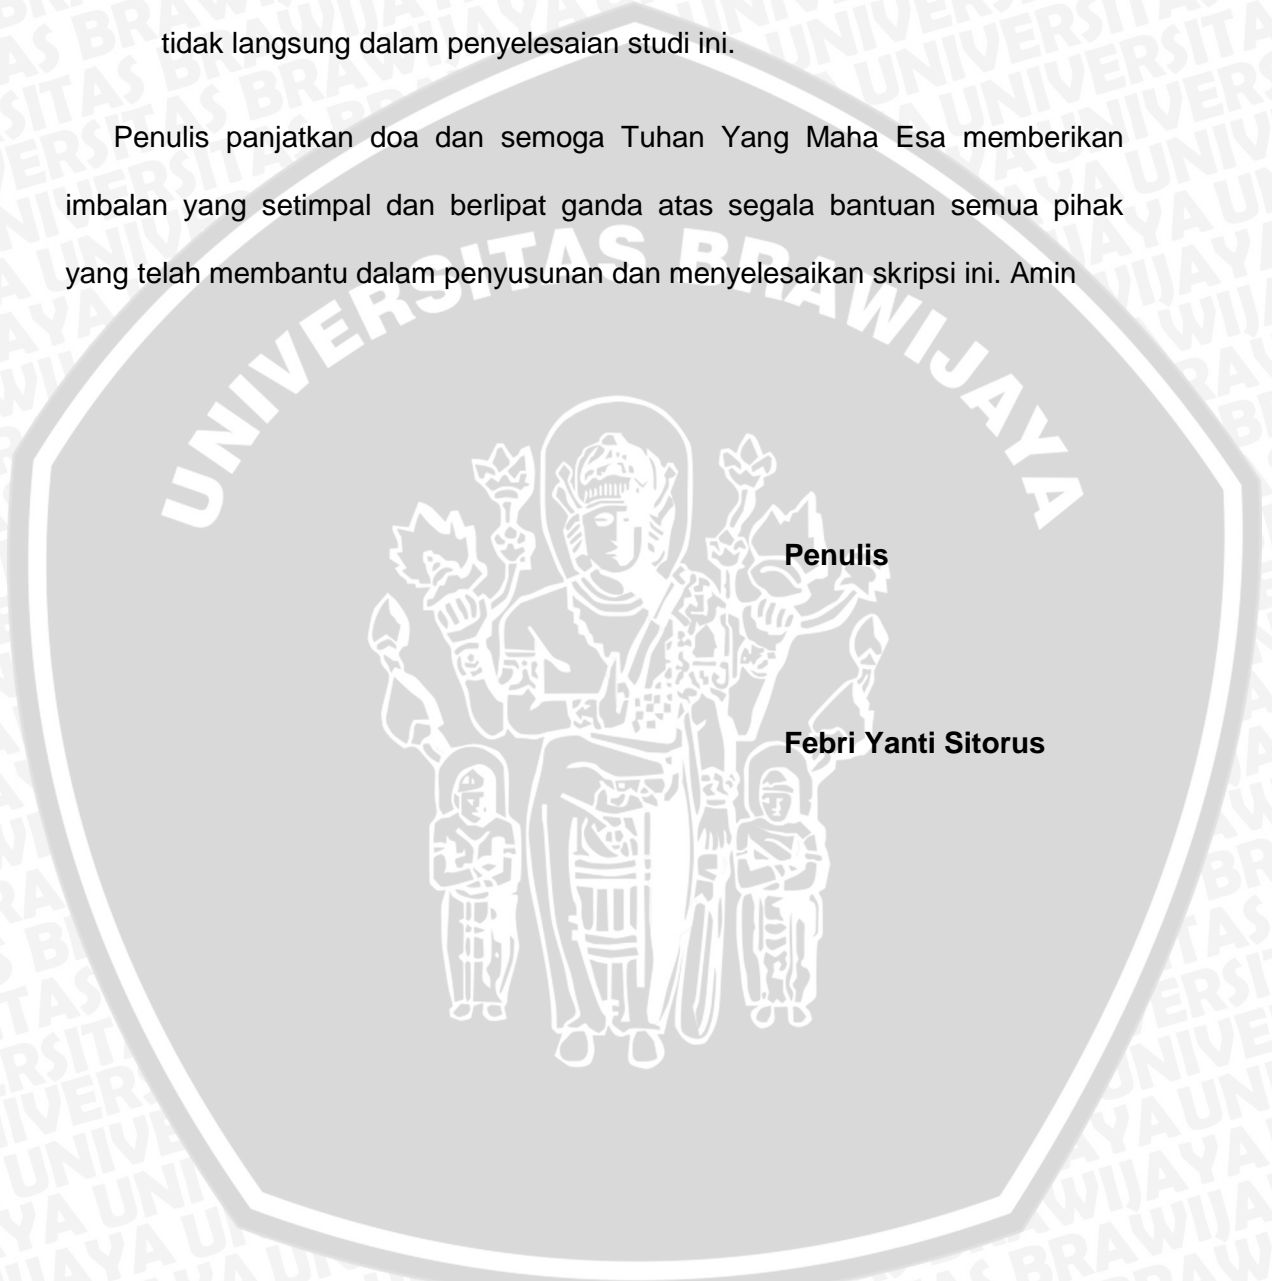 tidak langsung dalam penyelesaian studi ini.
Penulis panjatkan doa dan semoga Tuhan Yang Maha Esa memberikan
imbalan yang setimpal dan berlipat ganda atas segala bantuan semua pihak
yang telah membantu dalam penyusunan dan menyelesaikan skripsi ini. Amin
UNIVERSITAS BRAWIJAYA
Penulis
Febri Yanti Sitorus